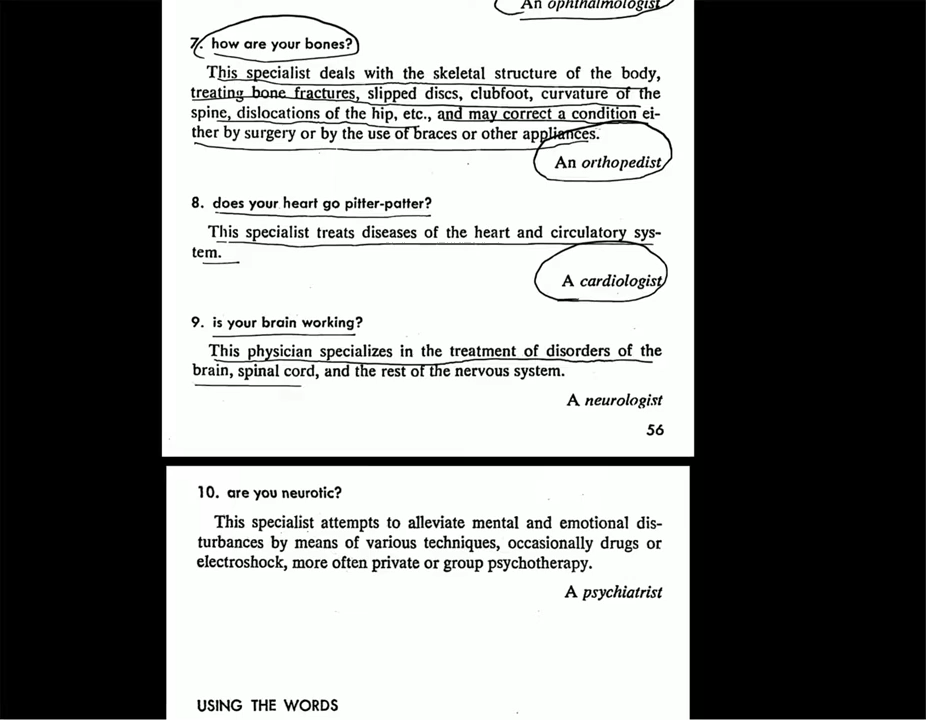 An ophthalmologist
7. how are your bones?
This specialist deals with the skeletal structure of the body,
treating bone fractures, slipped discs, clubfoot, curvature of the
spine, dislocations of the hip, etc., and may correct a condition ei-
ther by surgery or by the use of braces or other appliances.
An orthopedist
8. does your heart go pitter-patter?
This specialist treats diseases of the heart and circulatory sys-
tem.
A cardiologist
9. is your brain working?
This physician specializes in the treatment of disorders of the
brain, spinal cord, and the rest of the nervous system.
A neurologist
56
10. are you neurotic?
This specialist attempts to alleviate mental and emotional dis-
turbances by means of various techniques, occasionally drugs or
electroshock, more often private or group psychotherapy.
A psychiatrist
USING THE WORDS